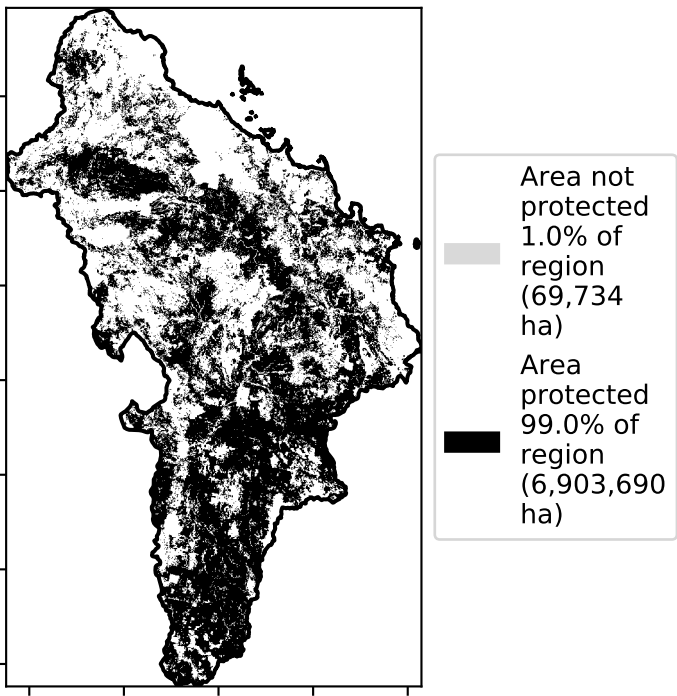 Area not
protected
1.0% of
region
(69,734
ha)
Area
protected
99.0% of
region
(6,903,690
ha)